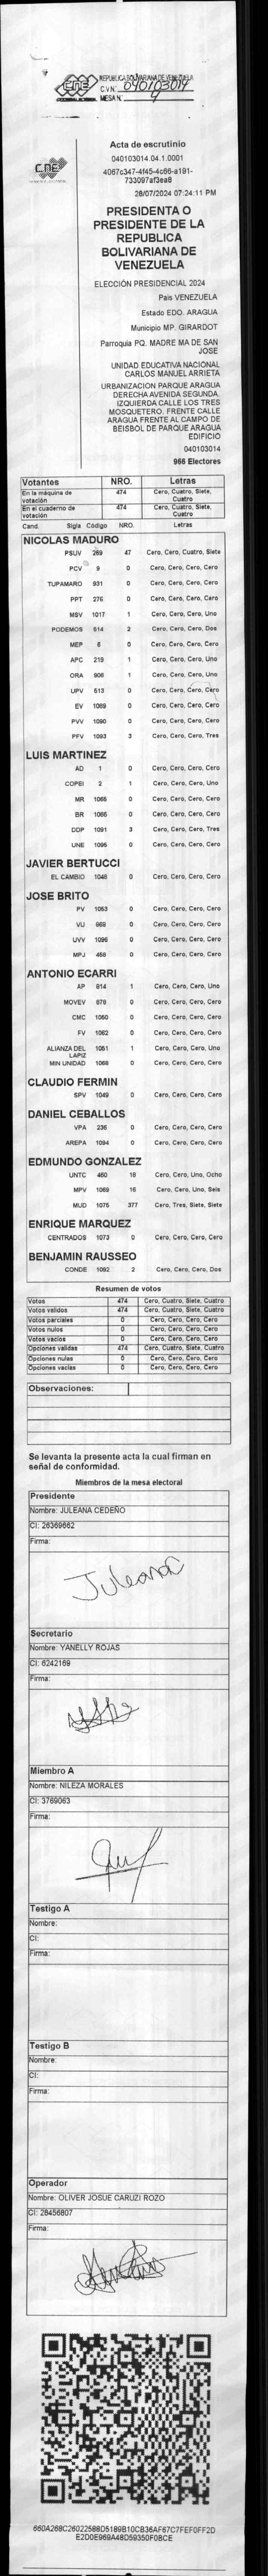 CNE
REPUBLICA BOLIVARIANA DE VENEZUELA
C.V.N°: 040103014
MESA N°: 4
CNE
Acta de escrutinio
040103014.04.1.0001
4067c347-4f45-4c66-a191-
733097af3ea8
28/07/2024 07:24:11 PM
PRESIDENTA O
PRESIDENTE DE LA
REPUBLICA
BOLIVARIANA DE
VENEZUELA
ELECCIÓN PRESIDENCIAL 2024
Pais VENEZUELA
Estado EDO. ARAGUA
Municipio MP. GIRARDOT
Parroquia PQ. MADRE MA DE SAN
JOSE
UNIDAD EDUCATIVA NACIONAL
CARLOS MANUEL ARRIETA
URBANIZACION PARQUE ARAGUA
DERECHA AVENIDA SEGUNDA.
IZQUIERDA CALLE LOS TRES
MOSQUETERO. FRENTE CALLE
ARAGUA FRENTE AL CAMPO DE
BEISBOL DE PARQUE ARAGUA
EDIFICIO
040103014
966 Electores
Votantes NRO. Letras
En la máquina de votación 474 Cero, Cuatro, Siete, Cuatro
En el cuaderno de votación 474 Cero, Cuatro, Siete, Cuatro
Cand. Sigla Código NRO. Letras
NICOLAS MADURO
PSUV 269 47 Cero, Cero, Cuatro, Siete
PCV 9 0 Cero, Cero, Cero, Cero
TUPAMARO 931 0 Cero, Cero, Cero, Cero
PPT 276 0 Cero, Cero, Cero, Cero
MSV 1017 1 Cero, Cero, Cero, Uno
PODEMOS 614 2 Cero, Cero, Cero, Dos
MEP 6 0 Cero, Cero, Cero, Cero
APC 219 1 Cero, Cero, Cero, Uno
ORA 906 1 Cero, Cero, Cero, Uno
UPV 613 0 Cero, Cero, Cero, Cero
EV 1089 0 Cero, Cero, Cero, Cero
PVV 1090 0 Cero, Cero, Cero, Cero
PFV 1093 3 Cero, Cero, Cero, Tres
LUIS MARTINEZ
AD 1 0 Cero, Cero, Cero, Cero
COPEI 2 1 Cero, Cero, Cero, Uno
MR 1065 0 Cero, Cero, Cero, Cero
BR 1066 0 Cero, Cero, Cero, Cero
DDP 1091 3 Cero, Cero, Cero, Tres
UNE 1095 0 Cero, Cero, Cero, Cero
JAVIER BERTUCCI
EL CAMBIO 1048 0 Cero, Cero, Cero, Cero
JOSE BRITO
PV 1053 0 Cero, Cero, Cero, Cero
VU 969 0 Cero, Cero, Cero, Cero
UVV 1096 0 Cero, Cero, Cero, Cero
MPJ 458 0 Cero, Cero, Cero, Cero
ANTONIO ECARRI
AP 814 1 Cero, Cero, Cero, Uno
MOVEV 978 0 Cero, Cero, Cero, Cero
CMC 1050 0 Cero, Cero, Cero, Cero
FV 1062 0 Cero, Cero, Cero, Cero
ALIANZA DEL LAPIZ 1051 1 Cero, Cero, Cero, Uno
MIN UNIDAD 1068 0 Cero, Cero, Cero, Cero
CLAUDIO FERMIN
SPV 1049 0 Cero, Cero, Cero, Cero
DANIEL CEBALLOS
VPA 236 0 Cero, Cero, Cero, Cero
AREPA 1094 0 Cero, Cero, Cero, Cero
EDMUNDO GONZALEZ
UNTC 460 18 Cero, Cero, Uno, Ocho
MPV 1069 16 Cero, Cero, Uno, Seis
MUD 1075 377 Cero, Tres, Siete, Siete
ENRIQUE MARQUEZ
CENTRADOS 1073 0 Cero, Cero, Cero, Cero
BENJAMIN RAUSSEO
CONDE 1092 2 Cero, Cero, Cero, Dos
Resumen de votos
Votos 474 Cero, Cuatro, Siete, Cuatro
Votos validos 474 Cero, Cuatro, Siete, Cuatro
Votos parciales 0 Cero, Cero, Cero, Cero
Votos nulos 0 Cero, Cero, Cero, Cero
Votos vacios 0 Cero, Cero, Cero, Cero
Opciones validas 474 Cero, Cuatro, Siete, Cuatro
Opciones nulas 0 Cero, Cero, Cero, Cero
Opciones vacias 0 Cero, Cero, Cero, Cero
Observaciones:
Se levanta la presente acta la cual firman en
señal de conformidad.
Miembros de la mesa electoral
Presidente
Nombre: JULEANA CEDEÑO
CI: 26369662
Firma:
Juleana C
Secretario
Nombre: YANELLY ROJAS
CI: 6242169
Firma:
Miembro A
Nombre: NILEZA MORALES
CI: 3769063
Firma:
Testigo A
Nombre:
CI:
Firma:
Testigo B
Nombre:
CI:
Firma:
Operador
Nombre: OLIVER JOSUE CARUZI ROZO
CI: 28456807
Firma:
660A268C26022588D5189B10CB36AF67C7FEF0FF2D
E2D0E969A48D59350F0BCE